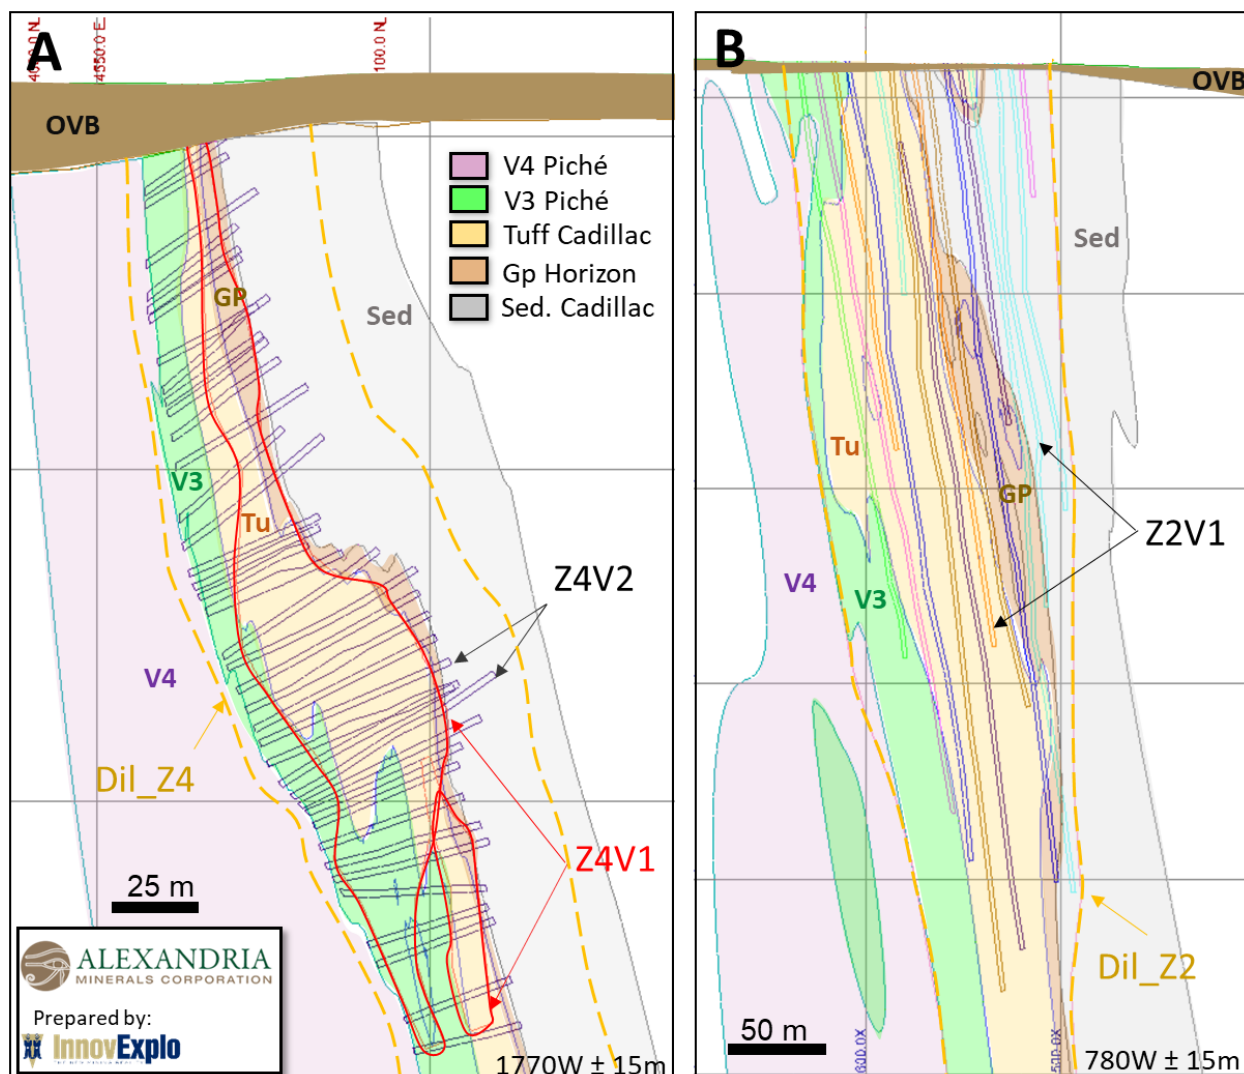 A
4550.0 E
100.0 N
OVB
V4 Piché
V3 Piché
Tuff Cadillac
Gp Horizon
Sed. Cadillac
GP
Sed
V3
Tu
Z4V2
V4
Dil_Z4
Z4V1
25 m
ALEXANDRIA
MINERALS CORPORATION
Prepared by:
InnovExplo
1770W ± 15m
B
OVB
Sed
Tu
GP
Z2V1
V4
V3
Dil_Z2
50 m
780W ± 15m